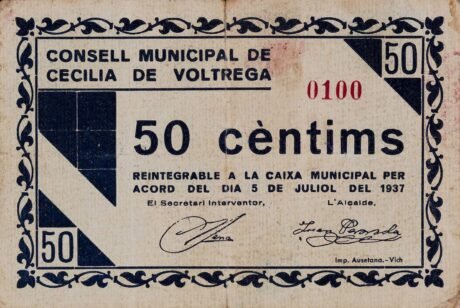 CONSELL MUNICIPAL DE
CECILIA DE VOLTREGA
50
0100
50 cèntims
REINTEGRABLE A LA CAIXA MUNICIPAL PER
ACORD DEL DIA 5 DE JULIOL DEL 1937
El Secretari Interventor,
L'Alcalde,
50
Imp. Ausetana.-Vich